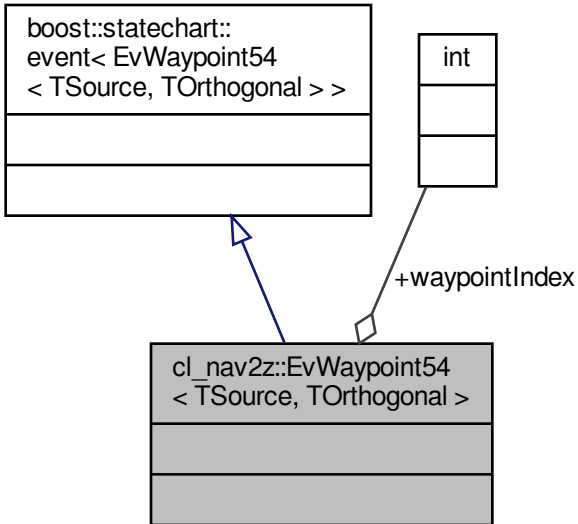 boost::statechart::
event< EvWaypoint54
< TSource, TOrthogonal > >
int
+waypointIndex
cl_nav2z::EvWaypoint54
< TSource, TOrthogonal >